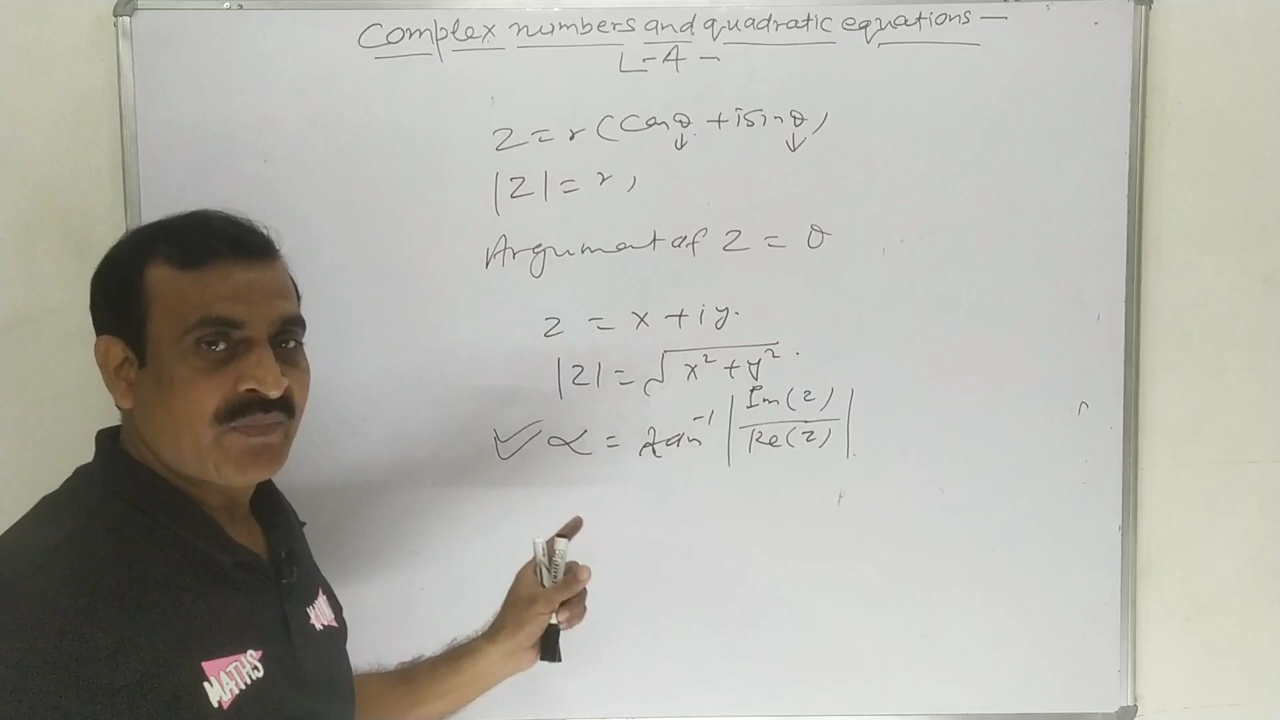 Complex numbers and quadratic equations —
L-4 -
Z = r (Cosθ + iSinθ)
|Z| = r,
Argument of Z = θ
z = x + iy.
|Z| = √x² + y².
✓ α = tan⁻¹ |Im(z)/Re(z)|
MATHS